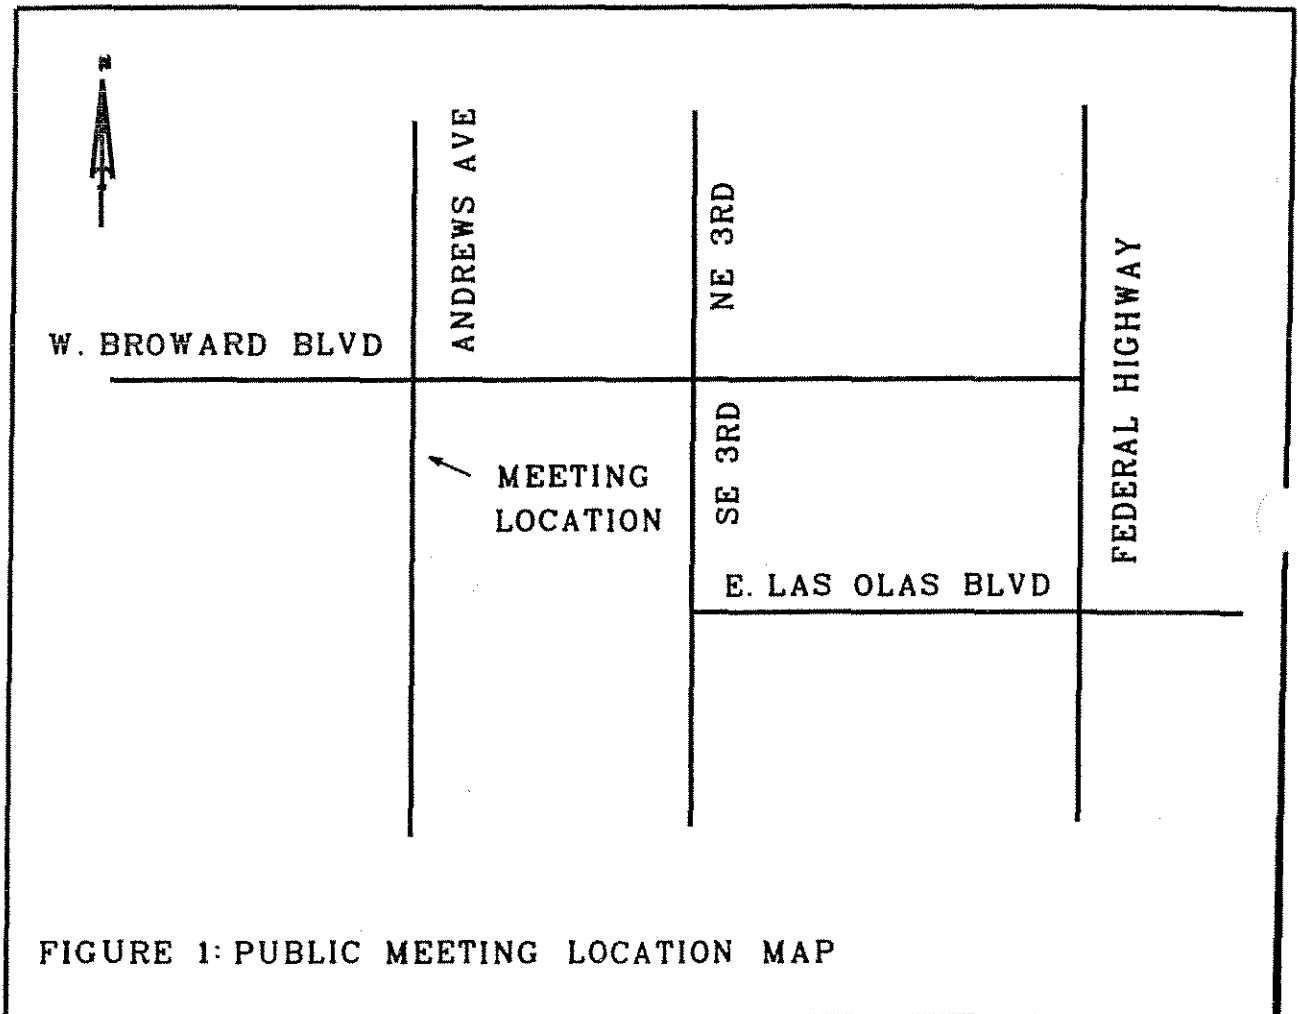 N
ANDREWS AVE
NE 3RD
FEDERAL HIGHWAY
W. BROWARD BLVD
SE 3RD
MEETING
LOCATION
E. LAS OLAS BLVD
FIGURE 1: PUBLIC MEETING LOCATION MAP